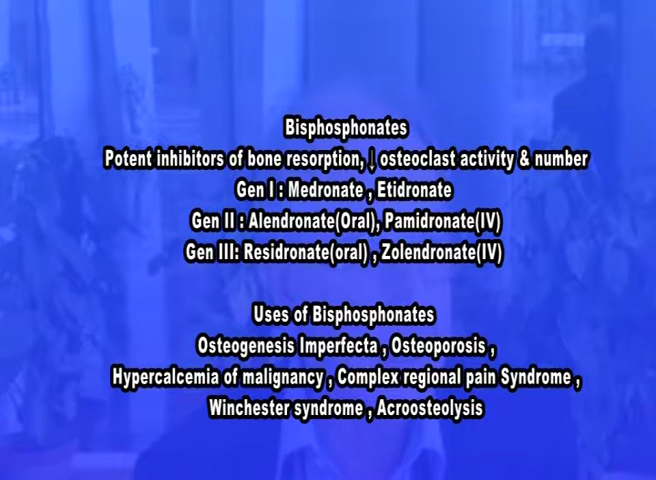 Bisphosphonates
Potent inhibitors of bone resorption, ↓ osteoclast activity & number
Gen I : Medronate , Etidronate
Gen II : Alendronate(Oral), Pamidronate(IV)
Gen III: Residronate(oral) , Zolendronate(IV)
Uses of Bisphosphonates
Osteogenesis Imperfecta , Osteoporosis ,
Hypercalcemia of malignancy , Complex regional pain Syndrome ,
Winchester syndrome , Acroosteolysis